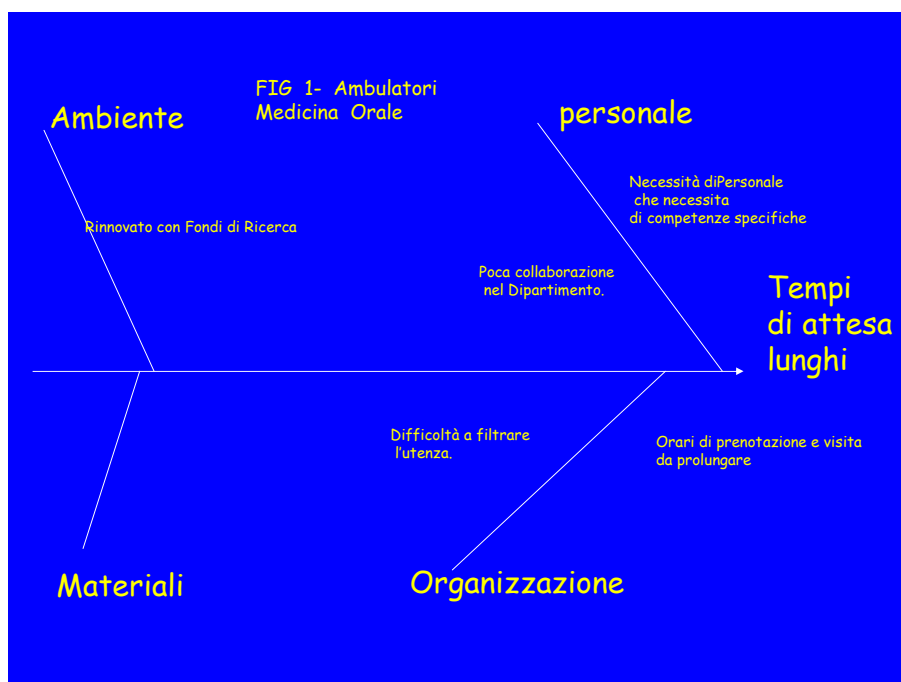 FIG 1- Ambulatori
Medicina Orale
Ambiente
personale
Necessità diPersonale
che necessita
di competenze specifiche
Rinnovato con Fondi di Ricerca
Poca collaborazione
nel Dipartimento.
Tempi
di attesa
lunghi
Difficoltà a filtrare
l'utenza.
Orari di prenotazione e visita
da prolungare
Materiali
Organizzazione